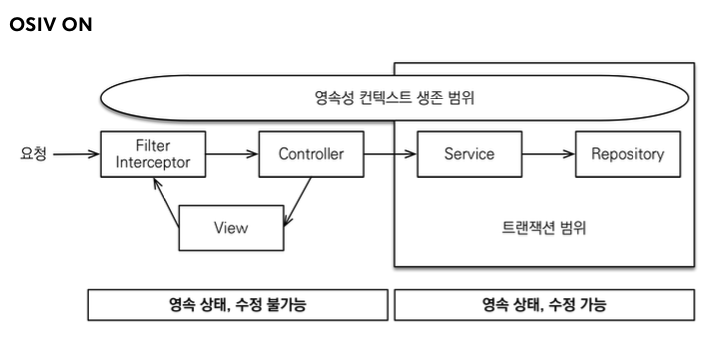 OSIV ON
영속성 컨텍스트 생존 범위
요청
Filter
Interceptor
Controller
Service
Repository
View
트랜잭션 범위
영속 상태, 수정 불가능
영속 상태, 수정 가능